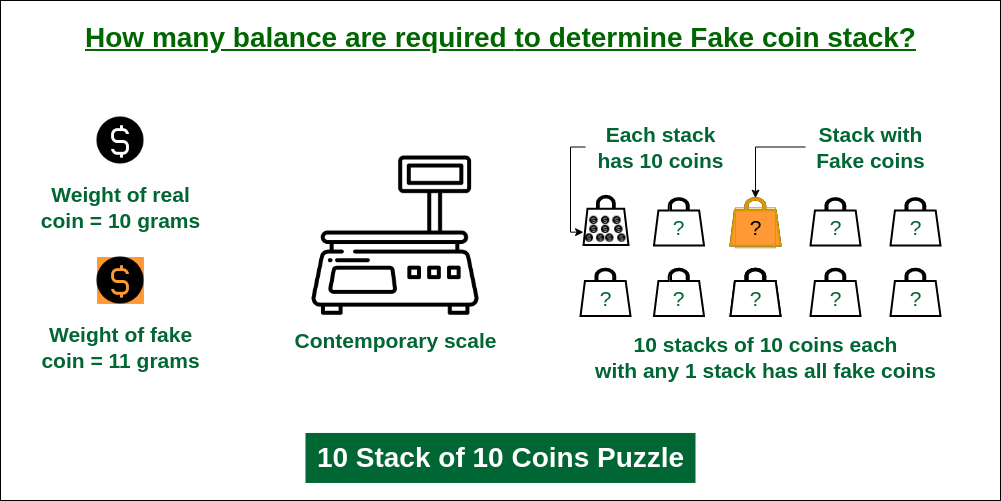 How many balance are required to determine Fake coin stack?
$
Weight of real
coin = 10 grams
$
Weight of fake
coin = 11 grams
Contemporary scale
Each stack
has 10 coins
Stack with
Fake coins
? ? ? ?
? ? ? ? ?
10 stacks of 10 coins each
with any 1 stack has all fake coins
10 Stack of 10 Coins Puzzle